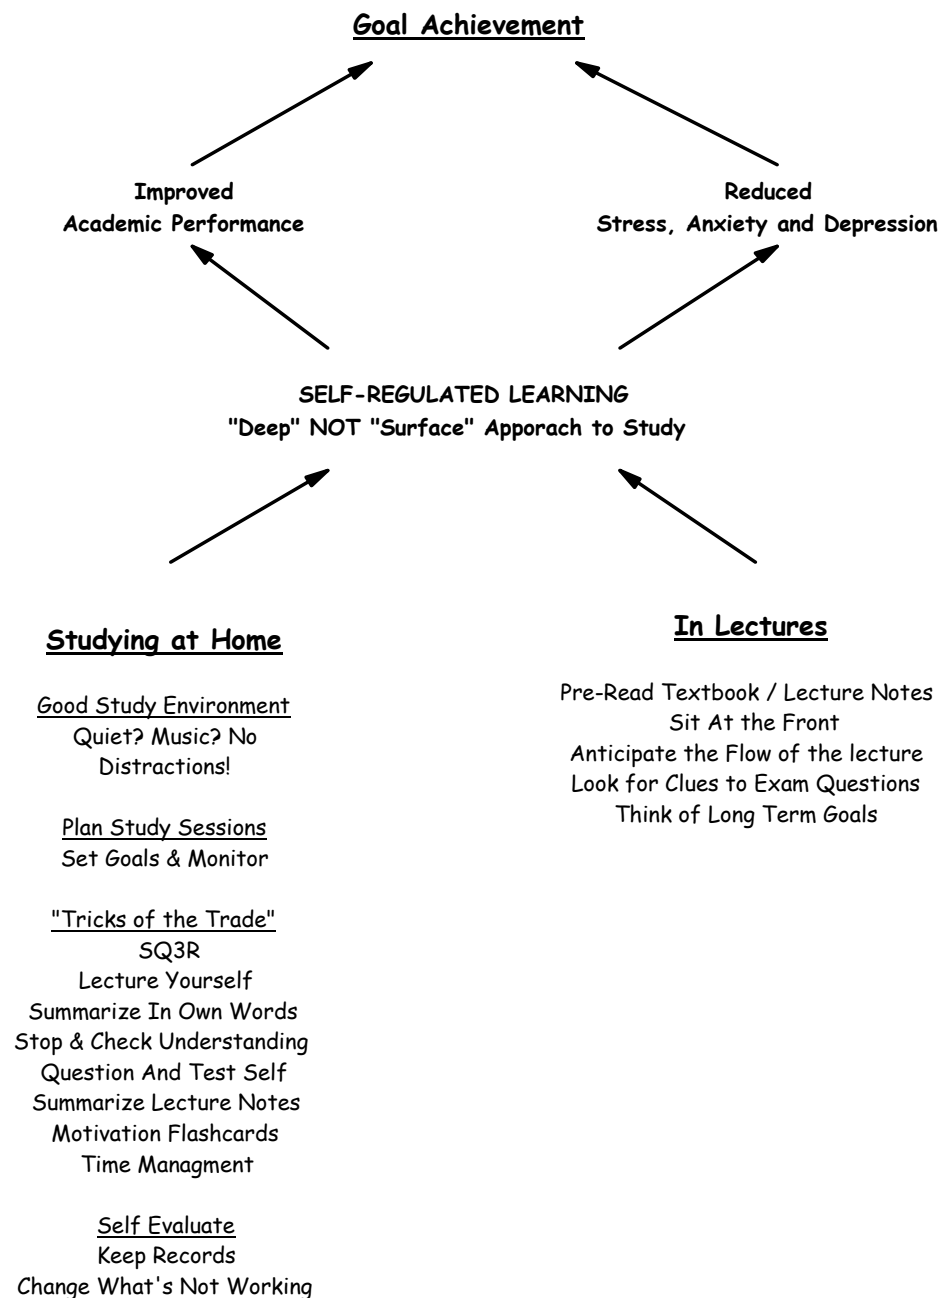 Goal Achievement
Improved
Academic Performance
Reduced
Stress, Anxiety and Depression
SELF-REGULATED LEARNING
"Deep" NOT "Surface" Apporach to Study
Studying at Home
Good Study Environment
Quiet? Music? No
Distractions!
Plan Study Sessions
Set Goals & Monitor
"Tricks of the Trade"
SQ3R
Lecture Yourself
Summarize In Own Words
Stop & Check Understanding
Question And Test Self
Summarize Lecture Notes
Motivation Flashcards
Time Managment
Self Evaluate
Keep Records
Change What's Not Working
In Lectures
Pre-Read Textbook / Lecture Notes
Sit At the Front
Anticipate the Flow of the lecture
Look for Clues to Exam Questions
Think of Long Term Goals